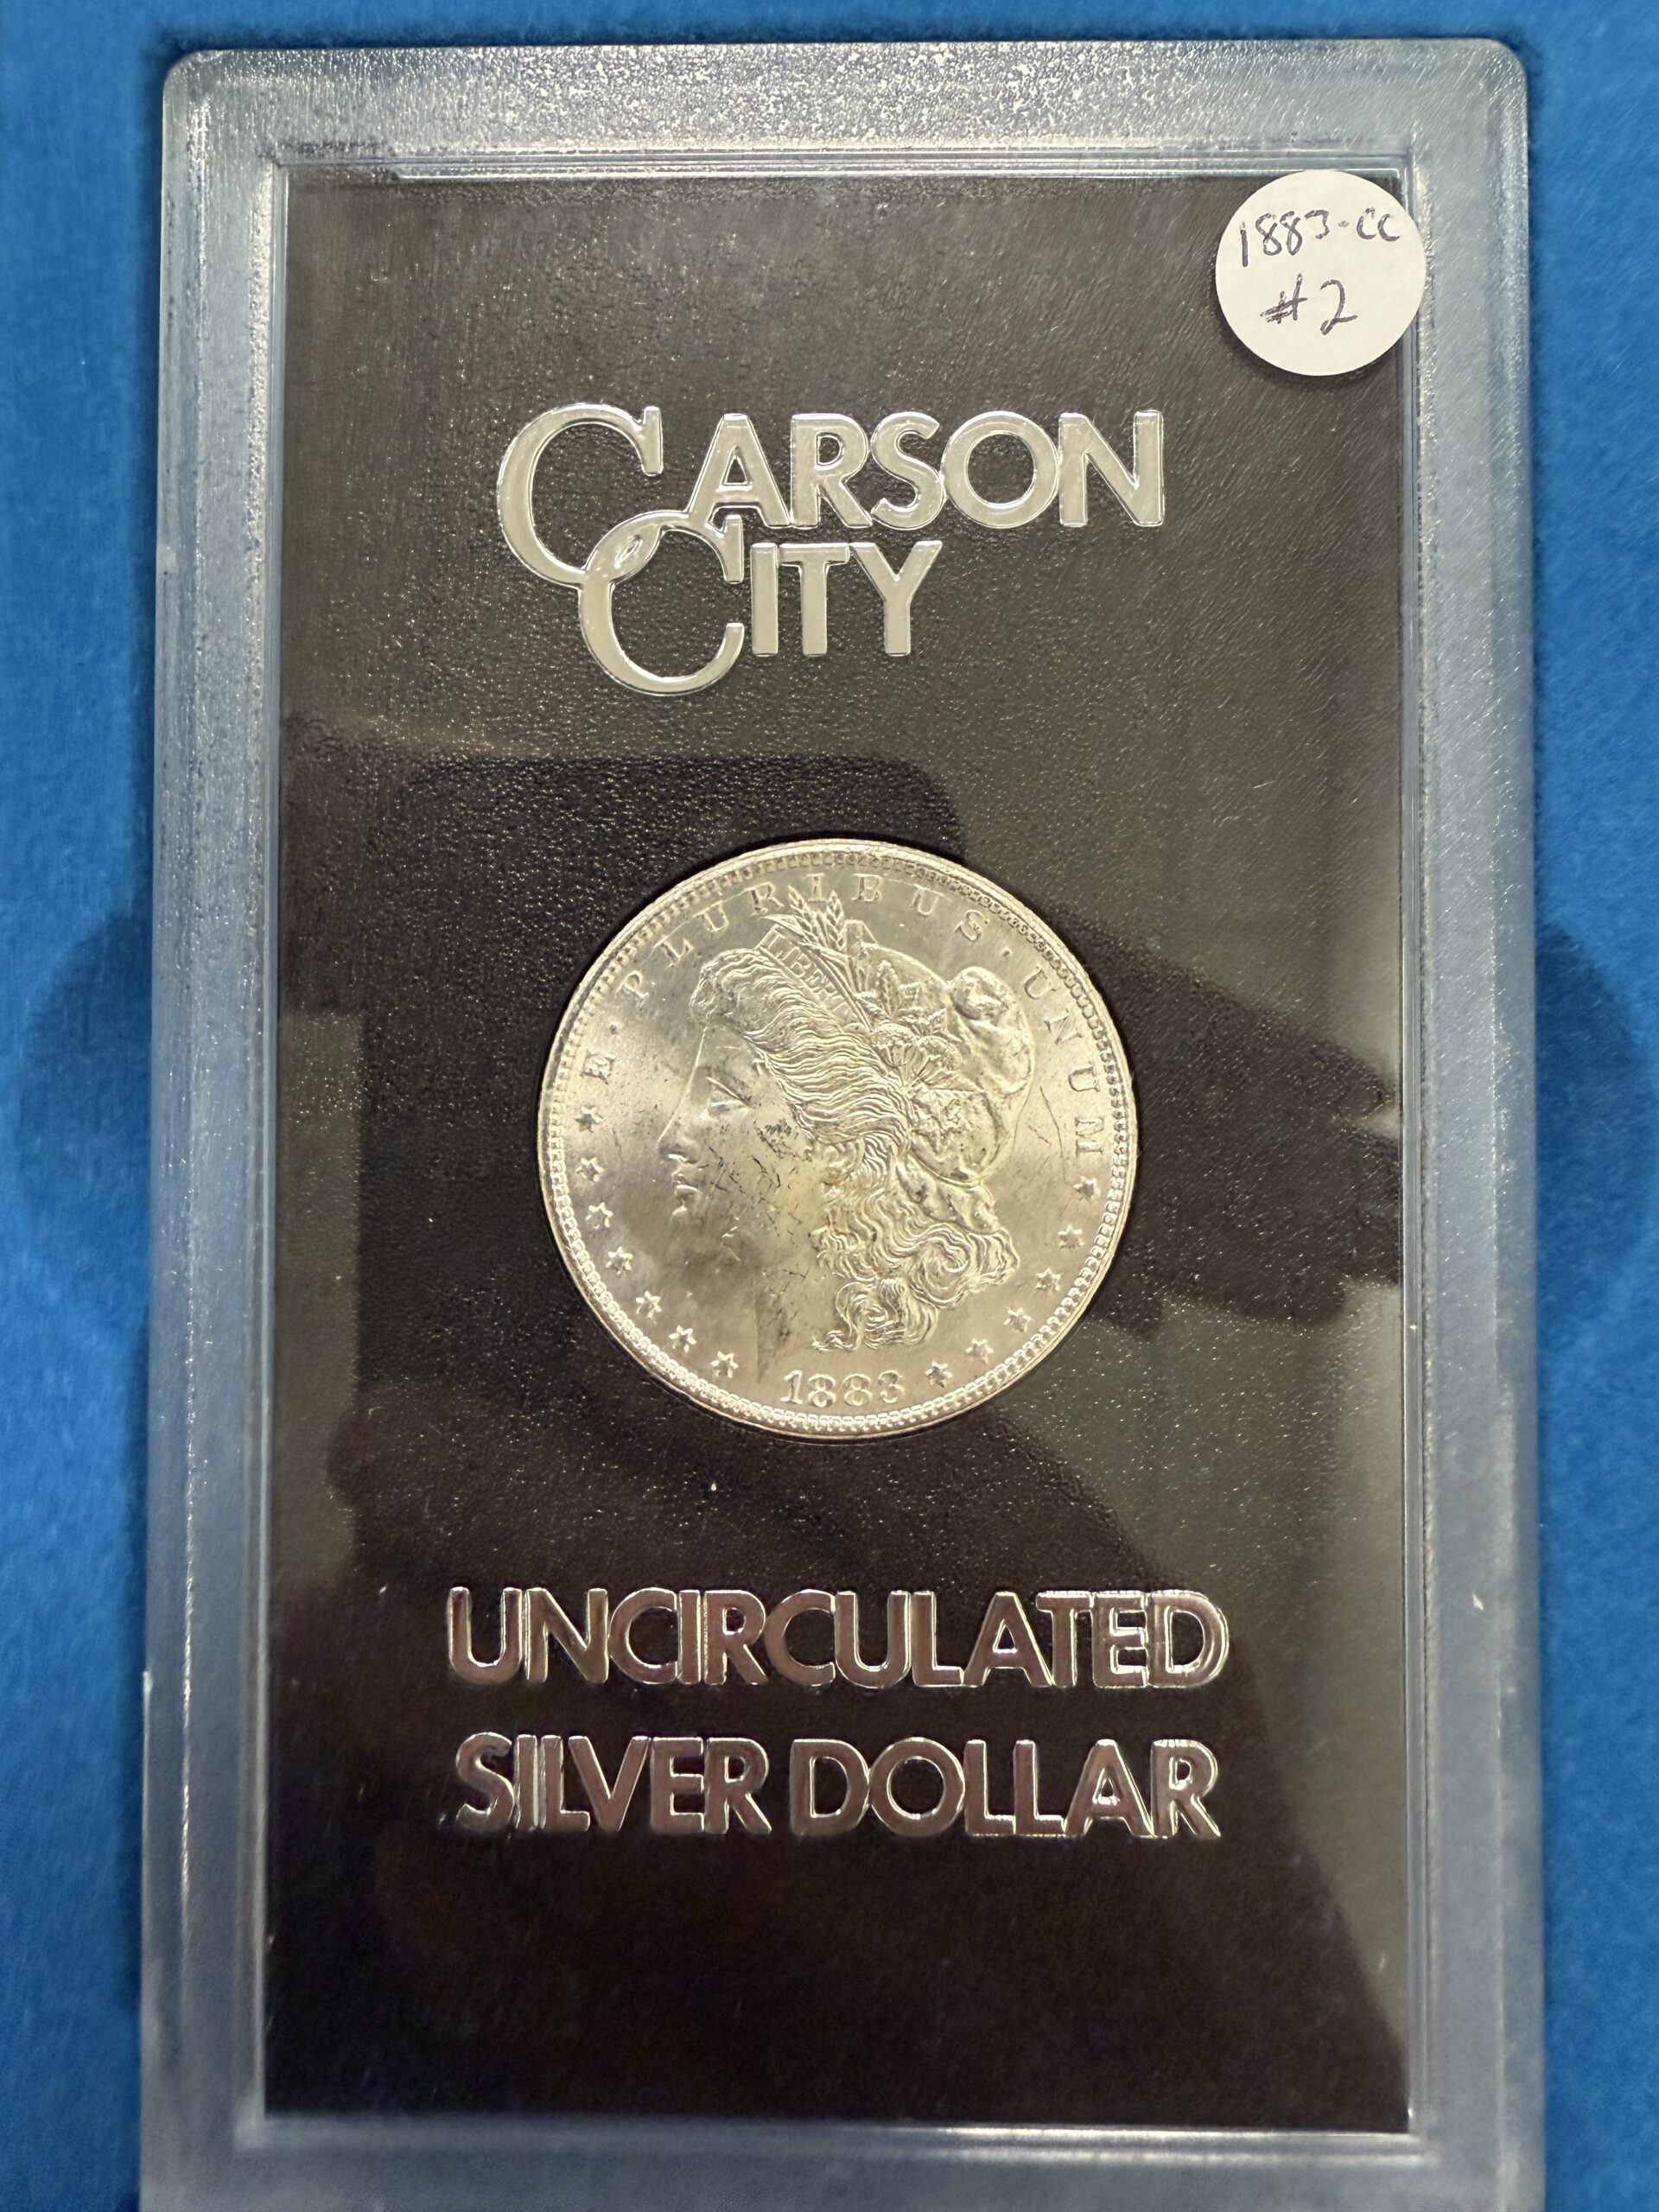 1883-CC
#2
CARSON
CITY
E · PLURIBUS · UNUM
LIBERTY
1883
UNCIRCULATED
SILVER DOLLAR